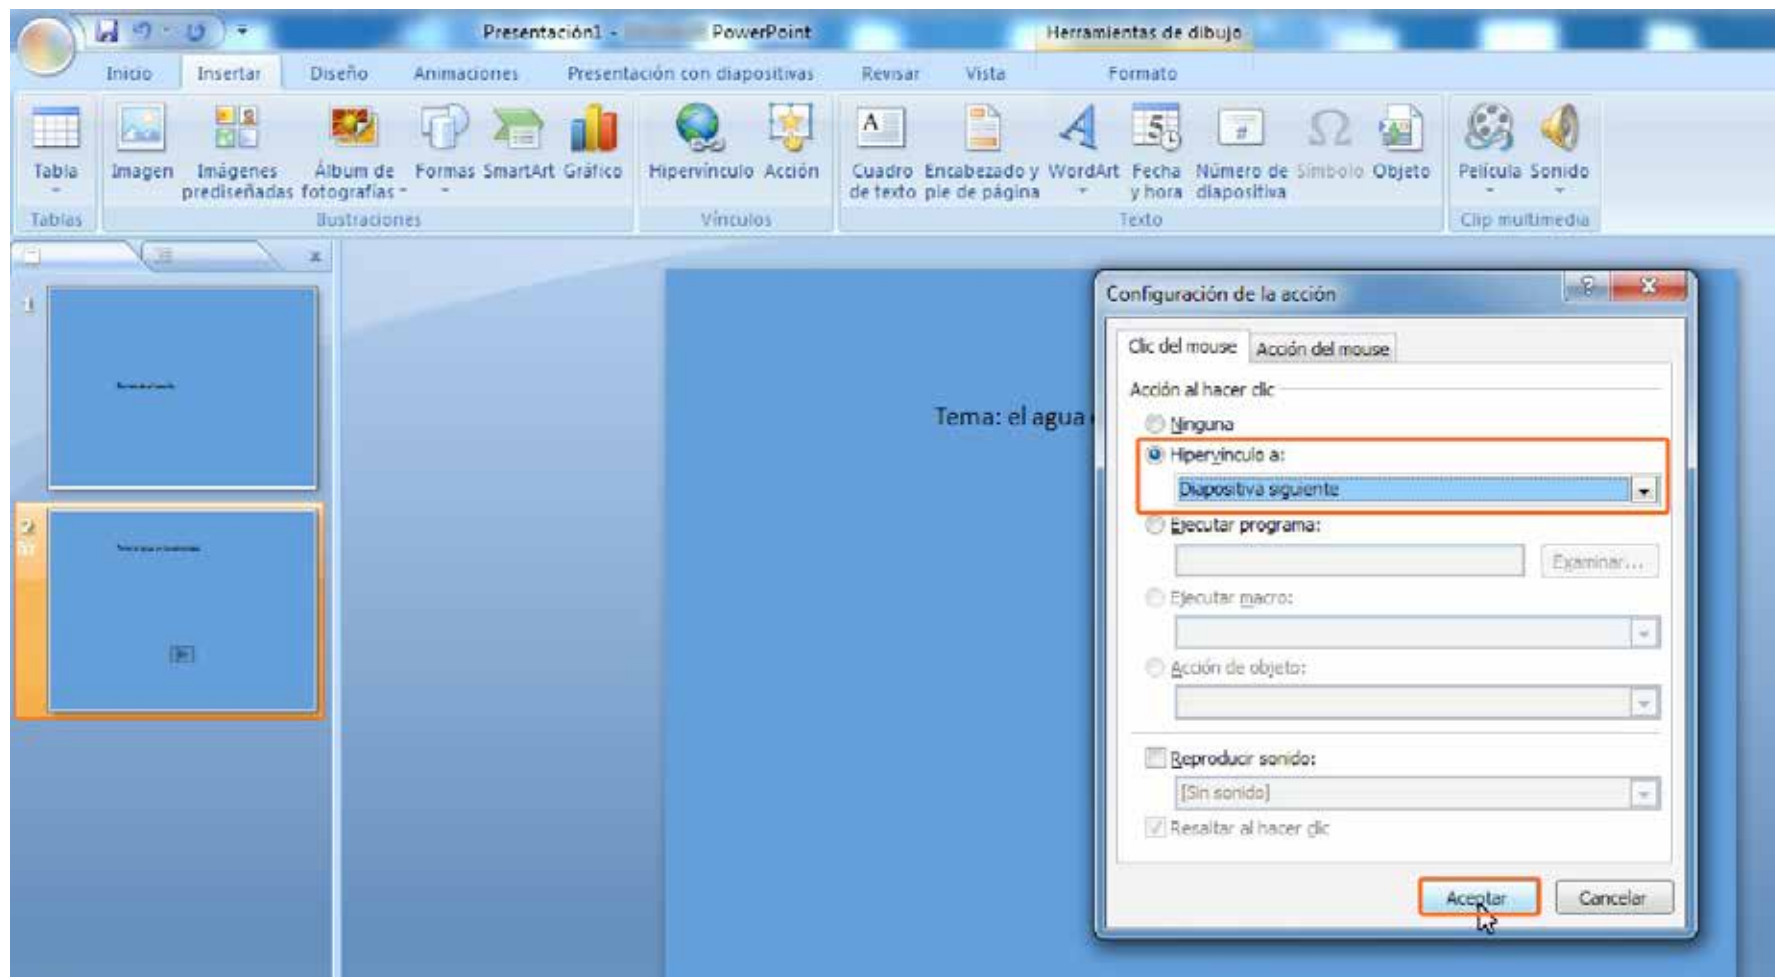 Presentación1 - PowerPoint Herramientas de dibujo
Inicio Insertar Diseño Animaciones Presentación con diapositivas Revisar Vista Formato
Tabla Imagen Imágenes prediseñadas Álbum de fotografías Formas SmartArt Gráfico Hipervínculo Acción Cuadro de texto Encabezado y pie de página WordArt Fecha y hora Número de diapositiva Símbolo Objeto Película Sonido
Tablas Ilustraciones Vínculos Texto Clip multimedia
1
2
Tema: el agua
Configuración de la acción
Clic del mouse Acción del mouse
Acción al hacer clic
Ninguna
Hipervínculo a:
Diapositiva siguiente
Ejecutar programa:
Examinar...
Ejecutar macro:
Acción de objeto:
Reproducir sonido:
[Sin sonido]
Resaltar al hacer clic
Aceptar Cancelar